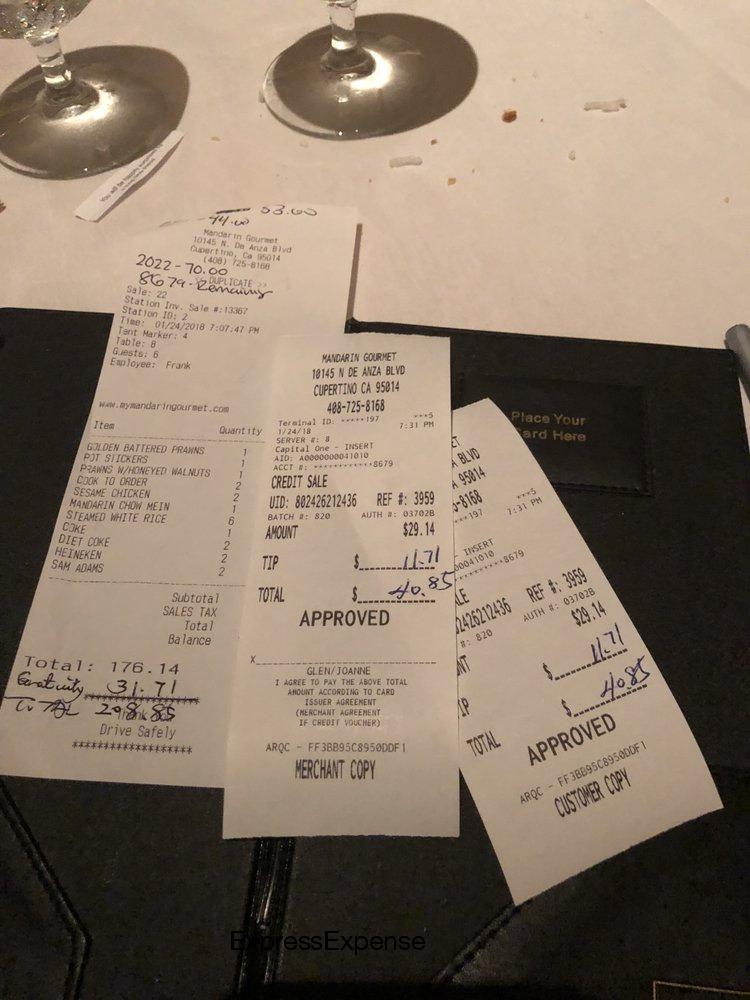 You will be happy
53.00
44.00
Mandarin Gourmet
10145 N. De Anza Blvd
Cupertino, Ca 95014
(408) 725-8168
2022-70.00
<< DUPLICATE >>
8679-Remaining
Sale: 22
Station Inv. Sale #:13367
Station ID: 2
Time: 01/24/2018 7:07:47 PM
Tent Marker: 4
Table: 8
Guests: 6
Employee: Frank
www.mymandaringourmet.com
Item Quantity
GOLDEN BATTERED PRAWNS 1
POT STICKERS 1
PRAWNS W/HONEYED WALNUTS 1
COOK TO ORDER 2
SESAME CHICKEN 2
MANDARIN CHOW MEIN 1
STEAMED WHITE RICE 6
COKE 1
DIET COKE 2
HEINEKEN 2
SAM ADAMS 2
Subtotal
SALES TAX
Total
Balance
Total: 176.14
Gratuity 31.71
Drive Safely
********************
MANDARIN GOURMET
10145 N DE ANZA BLVD
CUPERTINO CA 95014
408-725-8168
Terminal ID: *****197 ***5
1/24/18 7:31 PM
SERVER #: 8
Capital One - INSERT
AID: A0000000041010
ACCT #: ************8679
CREDIT SALE
UID: 802426212436 REF #: 3959
BATCH #: 820 AUTH #: 03702B
AMOUNT $29.14
TIP $ 11.71
TOTAL $ 40.85
APPROVED
X
GLEN/JOANNE
I AGREE TO PAY THE ABOVE TOTAL
AMOUNT ACCORDING TO CARD
ISSUER AGREEMENT
(MERCHANT AGREEMENT
IF CREDIT VOUCHER)
ARQC - FF3BB95C8950DDF1
MERCHANT COPY
ET
A BLVD
A 95014
5-8168
*****197 ***5
7:31 PM
- INSERT
00041010
********8679
LE
02426212436 REF #: 3959
#: 820 AUTH #: 03702B
NT $29.14
IP $ 11.71
TOTAL $ 40.85
APPROVED
ARQC - FF3BB95C8950DDF1
CUSTOMER COPY
Place Your
Card Here
ExpressExpense